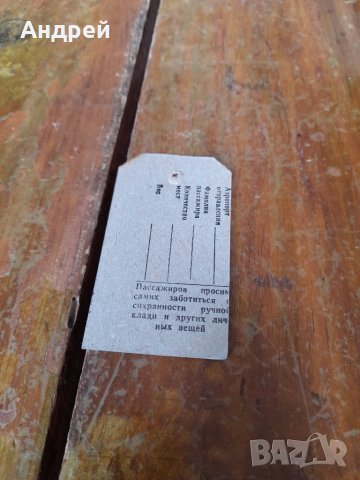 Андрей
Аэропорт
отправления
Фамилия
пассажира
Количество
мест
Вес
Пассажиров просим
самих заботиться о
сохранности ручной
клади и других лич
ных вещей
BAZAR